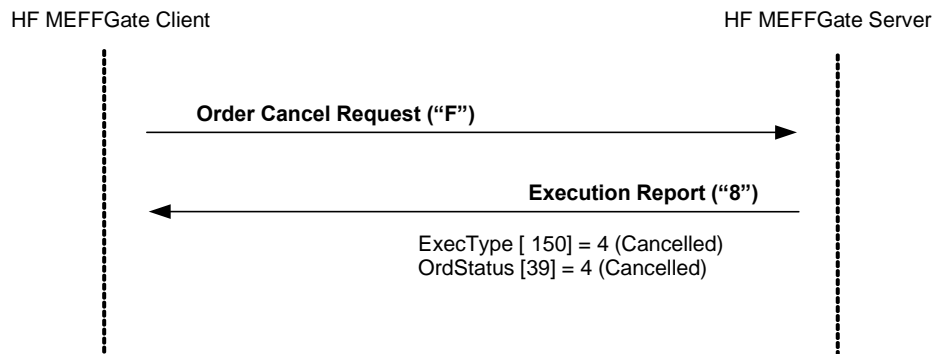 HF MEFFGate Client
HF MEFFGate Server
Order Cancel Request (“F”)
Execution Report (“8”)
ExecType [ 150] = 4 (Cancelled)
OrdStatus [39] = 4 (Cancelled)